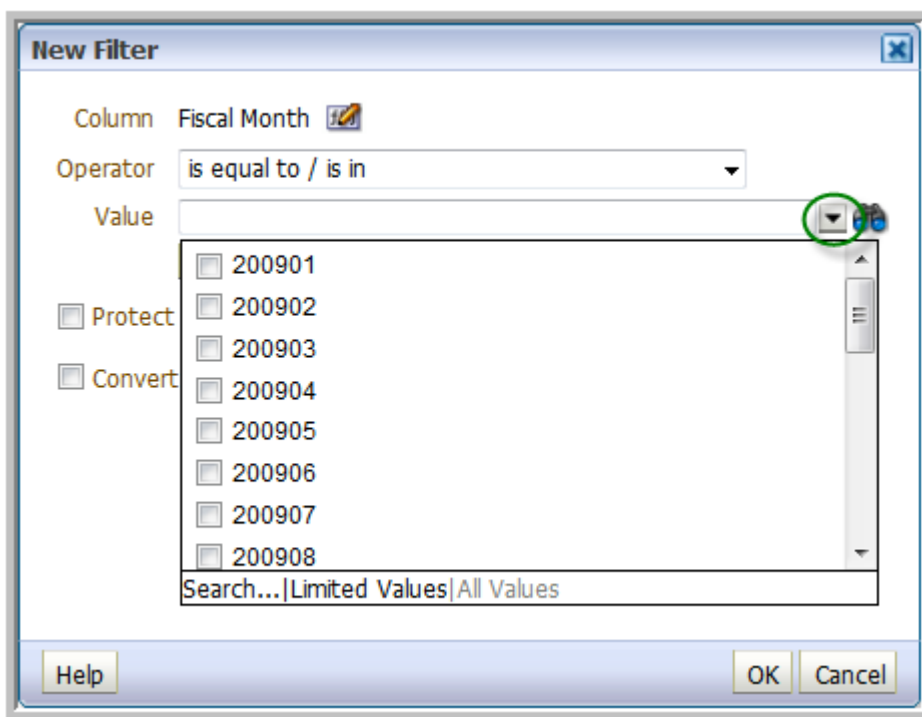 New Filter
Column Fiscal Month
Operator is equal to / is in
Value
200901
200902
Protect
200903
Convert
200904
200905
200906
200907
200908
Search...|Limited Values|All Values
Help OK Cancel